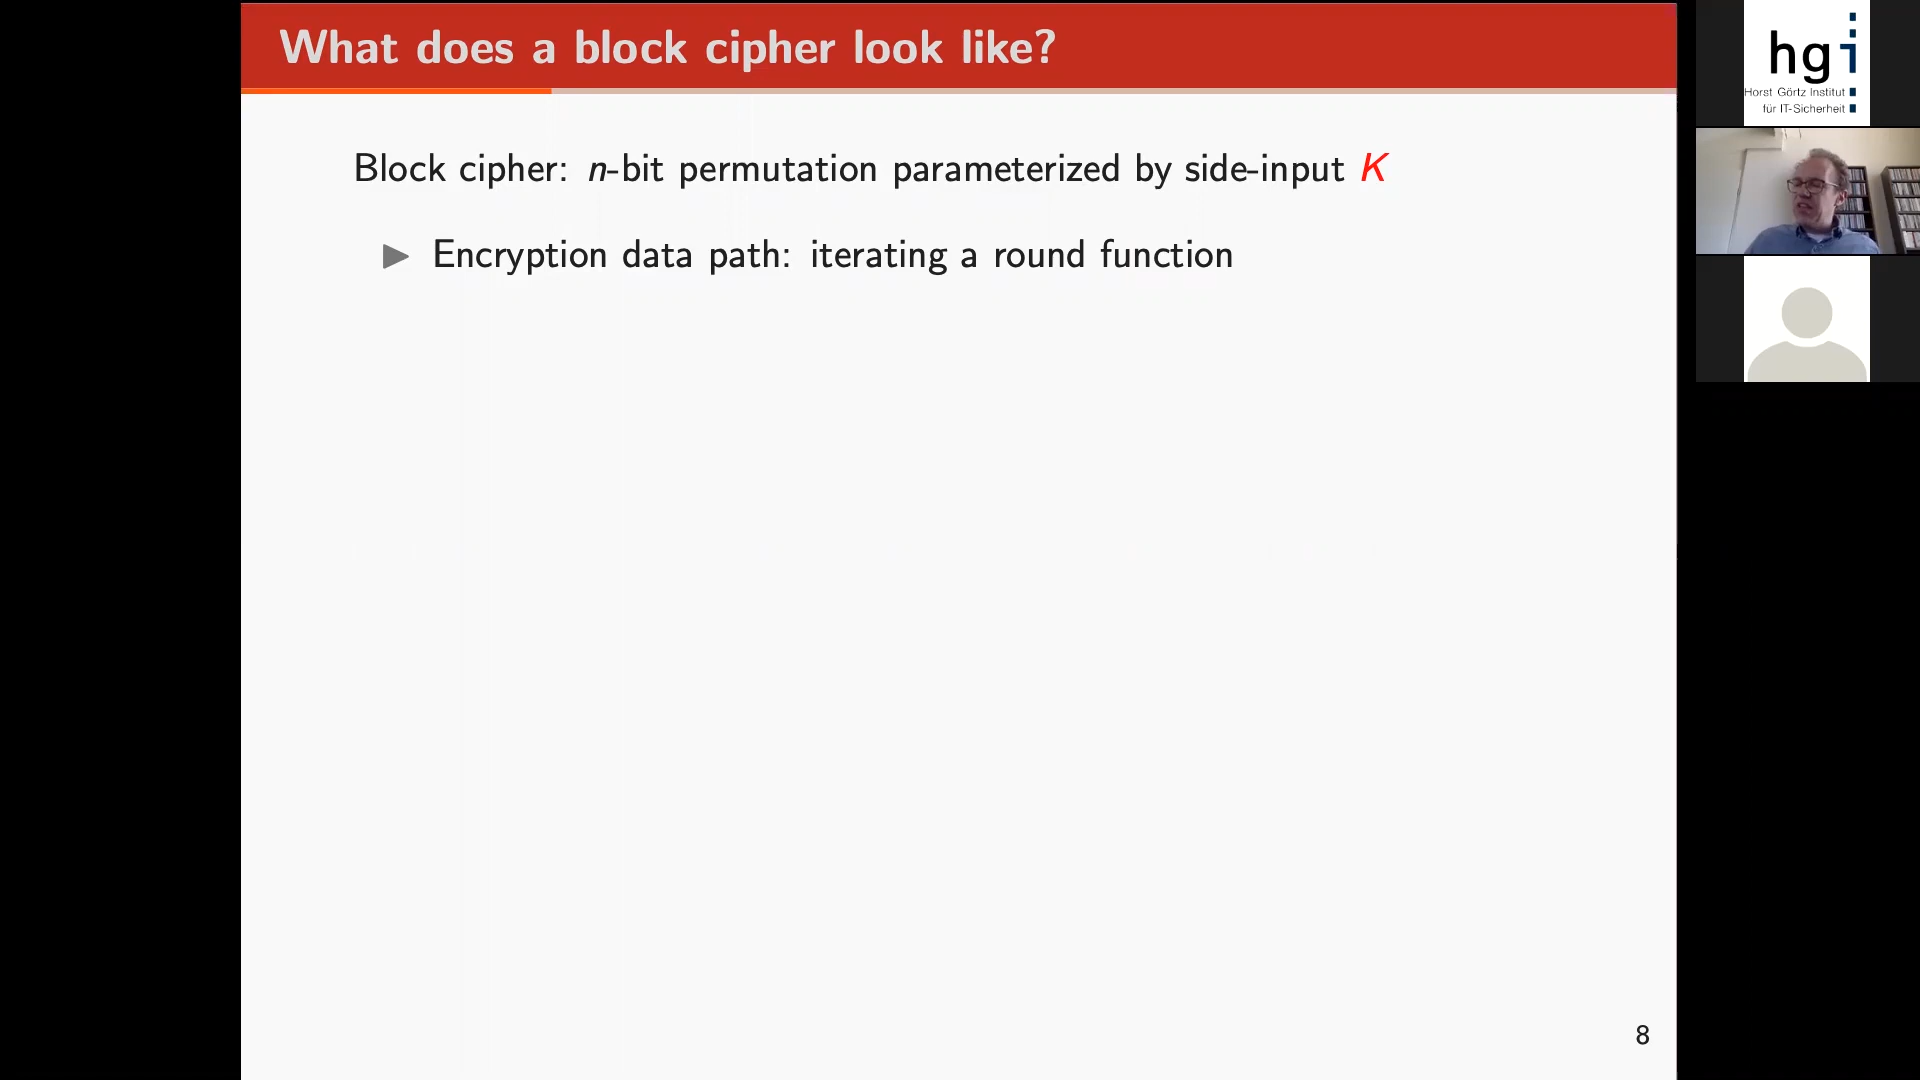 What does a block cipher look like?
Block cipher: n-bit permutation parameterized by side-input K
▶ Encryption data path: iterating a round function
8
hgi
Horst Görtz Institut
für IT-Sicherheit